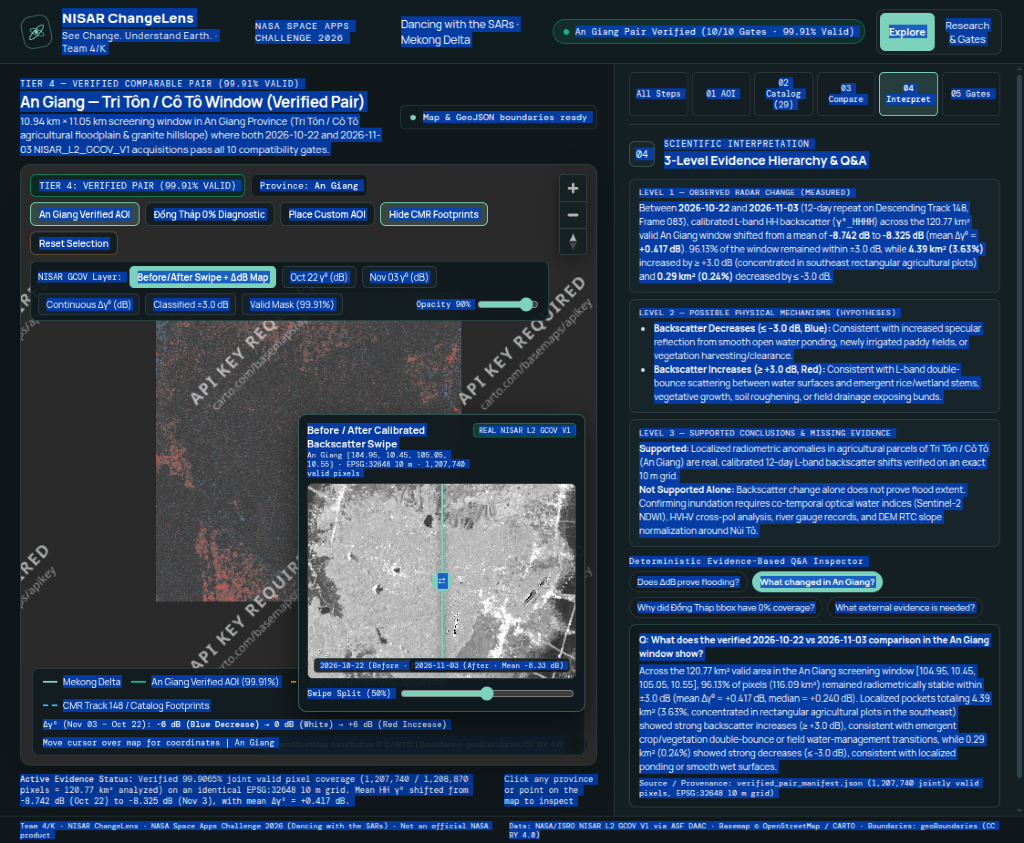 NISAR ChangeLens
See Change. Understand Earth. ·
Team 4/K
NASA SPACE APPS
CHALLENGE 2026
Dancing with the SARs ·
Mekong Delta
An Giang Pair Verified (10/10 Gates · 99.91% Valid)
Explore
Research
& Gates
TIER 4 — VERIFIED COMPARABLE PAIR (99.91% VALID)
An Giang — Tri Tôn / Cô Tô Window (Verified Pair)
10.94 km × 11.05 km screening window in An Giang Province (Tri Tôn / Cô Tô
agricultural floodplain & granite hillslope) where both 2026-10-22 and 2026-11-
03 NISAR_L2_GCOV_V1 acquisitions pass all 10 compatibility gates.
Map & GeoJSON boundaries ready
TIER 4: VERIFIED PAIR (99.91% VALID)
Province: An Giang
An Giang Verified AOI
Đồng Tháp 0% Diagnostic
Place Custom AOI
Hide CMR Footprints
Reset Selection
NISAR GCOV Layer:
Before/After Swipe + ΔdB Map
Oct 22 γ⁰ (dB)
Nov 03 γ⁰ (dB)
Continuous Δγ⁰ (dB)
Classified ±3.0 dB
Valid Mask (99.91%)
Opacity 90%
API KEY REQUIRED
carto.com/basemaps/apikey
API KEY REQUIRED
carto.com/basemaps/apikey
Before / After Calibrated
Backscatter Swipe
REAL NISAR L2 GCOV V1
An Giang [104.95, 10.45, 105.05,
10.55] · EPSG:32648 10 m · 1,207,740
valid pixels
2026-10-22 (Before ·
2026-11-03 (After · Mean -8.33 dB)
Swipe Split (50%)
API KEY REQUIRED
carto.com/basemaps/apikey
Mekong Delta
An Giang Verified AOI (99.91%)
CMR Track 148 / Catalog Footprints
Δγ⁰ (Nov 03 − Oct 22): −6 dB (Blue Decrease) → 0 dB (White) → +6 dB (Red Increase)
Move cursor over map for coordinates | An Giang
Active Evidence Status: Verified 99.9065% joint valid pixel coverage (1,207,740 / 1,208,870
pixels = 120.77 km² analyzed) on an identical EPSG:32648 10 m grid. Mean HH γ⁰ shifted from
-8.742 dB (Oct 22) to -8.325 dB (Nov 3), with mean Δγ⁰ = +0.417 dB.
Click any province
or point on the
map to inspect
All Steps
01 AOI
02
Catalog
(29)
03
Compare
04
Interpret
05 Gates
04
SCIENTIFIC INTERPRETATION
3-Level Evidence Hierarchy & Q&A
LEVEL 1 — OBSERVED RADAR CHANGE (MEASURED)
Between 2026-10-22 and 2026-11-03 (12-day repeat on Descending Track 148,
Frame 083), calibrated L-band HH backscatter (γ⁰_HHHH) across the 120.77 km²
valid An Giang window shifted from a mean of -8.742 dB to -8.325 dB (mean Δγ⁰ =
+0.417 dB). 96.13% of the window remained within ±3.0 dB, while 4.39 km² (3.63%)
increased by ≥ +3.0 dB (concentrated in southeast rectangular agricultural plots)
and 0.29 km² (0.24%) decreased by ≤ -3.0 dB.
LEVEL 2 — POSSIBLE PHYSICAL MECHANISMS (HYPOTHESES)
• Backscatter Decreases (≤ −3.0 dB, Blue): Consistent with increased specular
reflection from smooth open water ponding, newly irrigated paddy fields, or
vegetation harvesting/clearance.
• Backscatter Increases (≥ +3.0 dB, Red): Consistent with L-band double-
bounce scattering between water surfaces and emergent rice/wetland stems,
vegetative growth, soil roughening, or field drainage exposing bunds.
LEVEL 3 — SUPPORTED CONCLUSIONS & MISSING EVIDENCE
Supported: Localized radiometric anomalies in agricultural parcels of Tri Tôn / Cô Tô
(An Giang) are real, calibrated 12-day L-band backscatter shifts verified on an exact
10 m grid.
Not Supported Alone: Backscatter change alone does not prove flood extent.
Confirming inundation requires co-temporal optical water indices (Sentinel-2
NDWI), HVHV cross-pol analysis, river gauge records, and DEM RTC slope
normalization around Núi Tô.
Deterministic Evidence-Based Q&A Inspector
Does ΔdB prove flooding?
What changed in An Giang?
Why did Đồng Tháp bbox have 0% coverage?
What external evidence is needed?
Q: What does the verified 2026-10-22 vs 2026-11-03 comparison in the An Giang
window show?
Across the 120.77 km² valid area in the An Giang screening window [104.95, 10.45,
105.05, 10.55], 96.13% of pixels (116.09 km²) remained radiometrically stable within
±3.0 dB (mean Δγ⁰ = +0.417 dB, median = +0.240 dB). Localized pockets totaling 4.39
km² (3.63%, concentrated in rectangular agricultural plots in the southeast)
showed strong backscatter increases (≥ +3.0 dB), consistent with emergent
crop/vegetation double-bounce or field water-management transitions, while 0.29
km² (0.24%) showed strong decreases (≤ -3.0 dB), consistent with localized
ponding or smooth wet surfaces.
Source / Provenance: verified_pair_manifest.json (1,207,740 jointly valid
pixels, EPSG:32648 10 m grid)
Team 4/K · NISAR ChangeLens · NASA Space Apps Challenge 2026 (Dancing with the SARs) · Not an official NASA
product
Data: NASA/ISRO NISAR L2 GCOV V1 via ASF DAAC · Basemap © OpenStreetMap / CARTO · Boundaries: geoBoundaries (CC
BY 4.0)